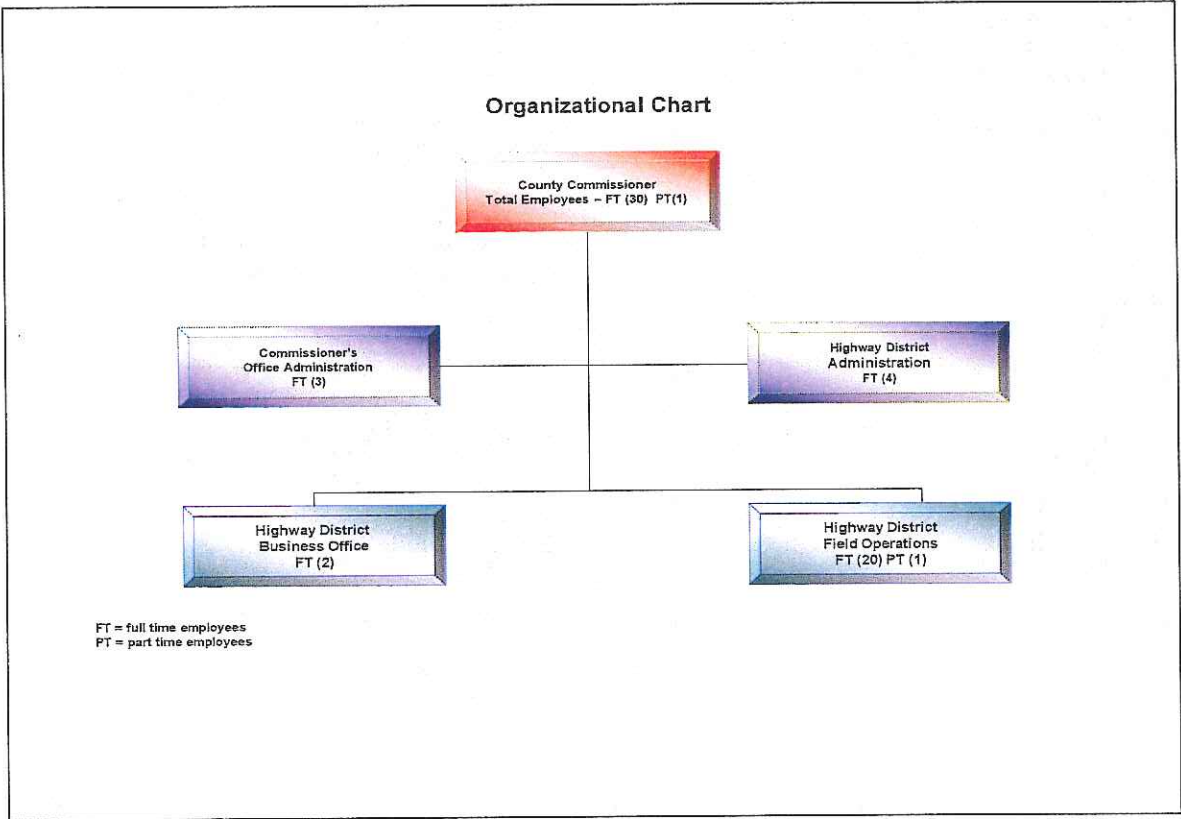 Organizational Chart
County Commissioner
Total Employees – FT (30) PT(1)
Commissioner's
Office Administration
FT (3)
Highway District
Administration
FT (4)
Highway District
Business Office
FT (2)
Highway District
Field Operations
FT (20) PT (1)
FT = full time employees
PT = part time employees